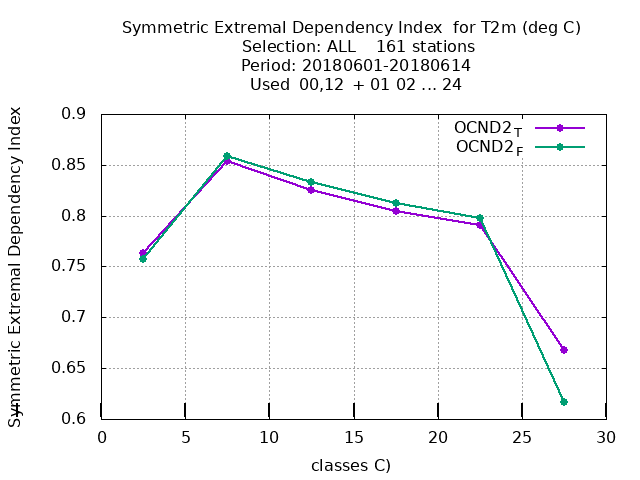 Symmetric Extremal Dependency Index  for T2m (deg C)
Selection: ALL    161 stations
Period: 20180601-20180614
Used  00,12  + 01 02 ... 24
Symmetric Extremal Dependency Index
OCND2T
OCND2F
0.9
0.85
0.8
0.75
0.7
0.65
0.6
0 5 10 15 20 25 30
classes C)